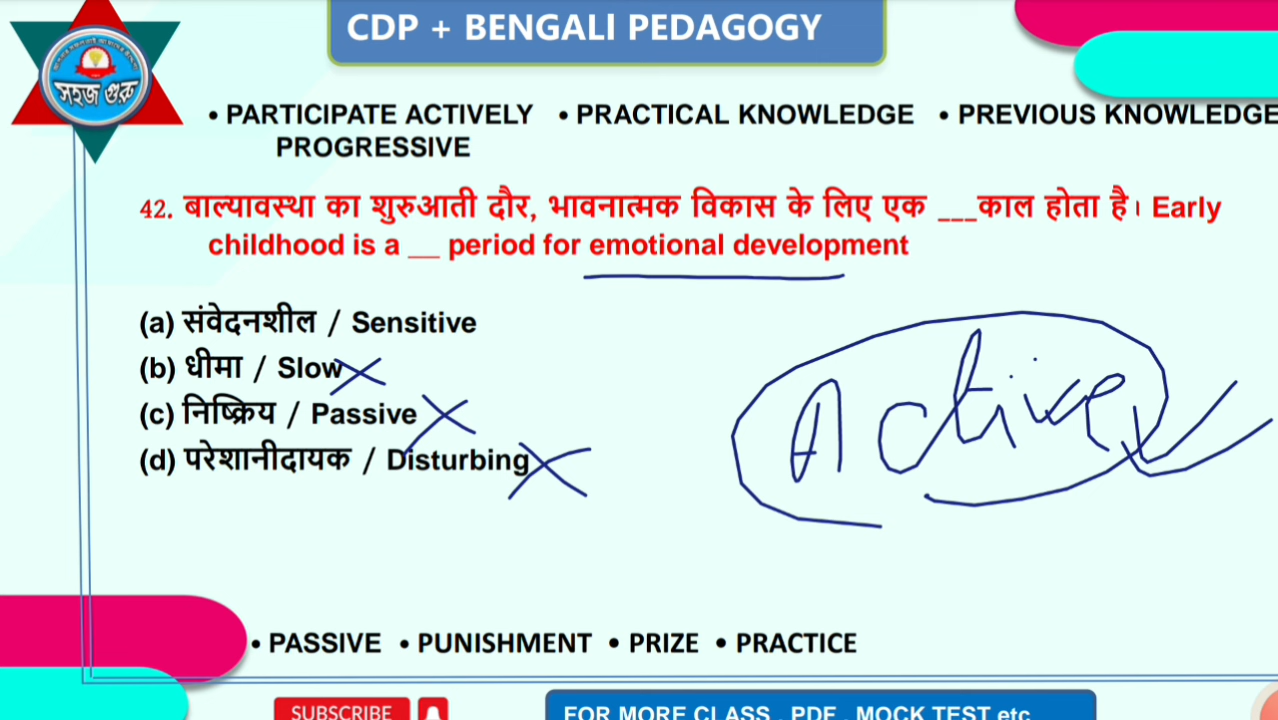 CDP + BENGALI PEDAGOGY
সহজ গুরু
• PARTICIPATE ACTIVELY • PRACTICAL KNOWLEDGE • PREVIOUS KNOWLEDGE
PROGRESSIVE
42. बाल्यावस्था का शुरुआती दौर, भावनात्मक विकास के लिए एक ___काल होता है। Early
childhood is a __ period for emotional development
(a) संवेदनशील / Sensitive
(b) धीमा / Slow
(c) निष्क्रिय / Passive
(d) परेशानीदायक / Disturbing
Active
• PASSIVE • PUNISHMENT • PRIZE • PRACTICE
SUBSCRIBE
FOR MORE CLASS , PDF , MOCK TEST etc